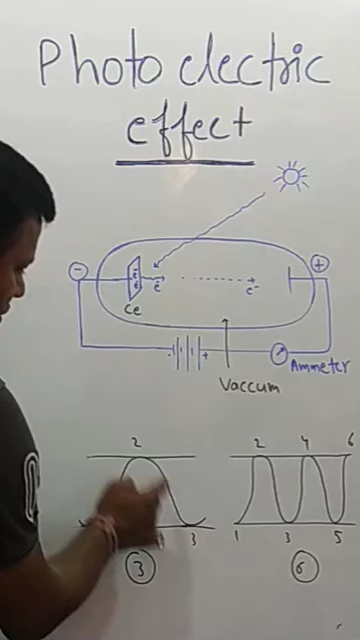 Photo electric
effect
-
e e e-
e-
+
Ce
- +
Ammeter
Vaccum
2
3
3
2 4 6
1 3 5
6